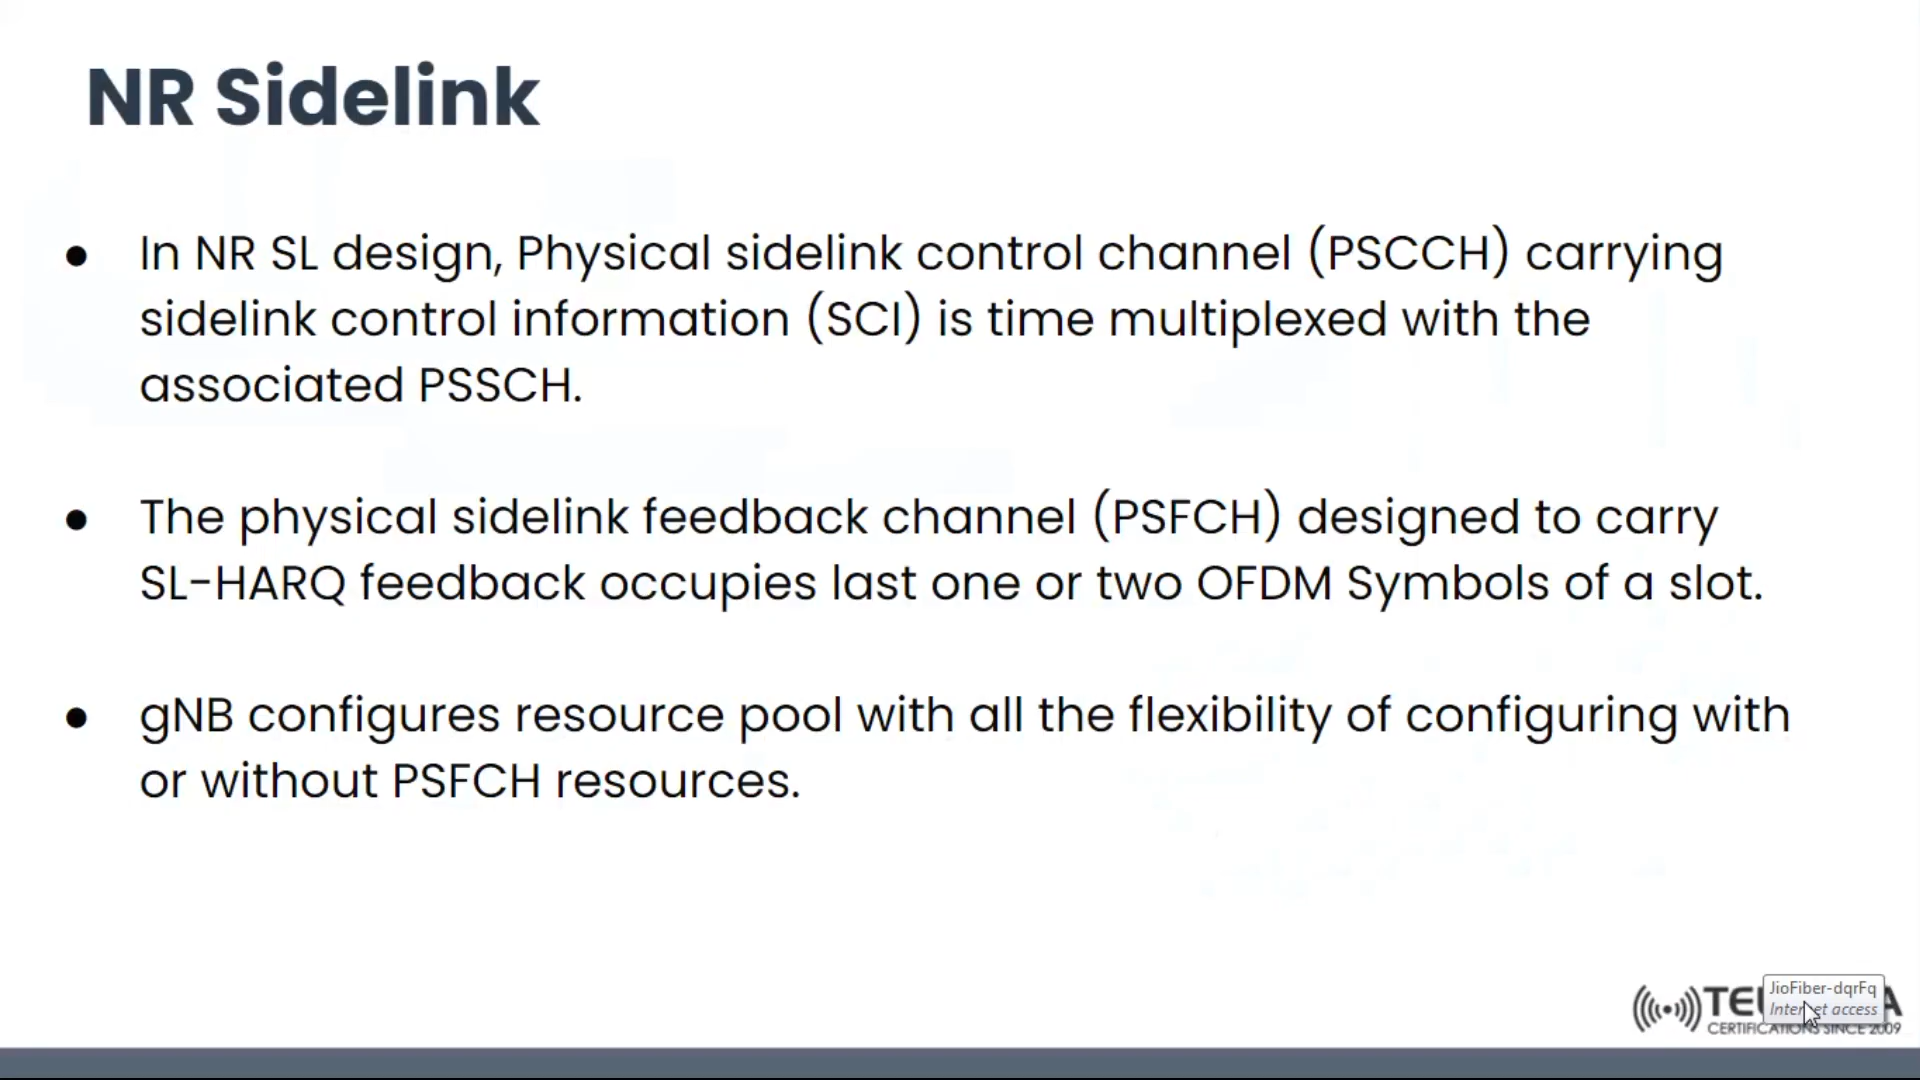 NR Sidelink
● In NR SL design, Physical sidelink control channel (PSCCH) carrying
sidelink control information (SCI) is time multiplexed with the
associated PSSCH.
● The physical sidelink feedback channel (PSFCH) designed to carry
SL-HARQ feedback occupies last one or two OFDM Symbols of a slot.
● gNB configures resource pool with all the flexibility of configuring with
or without PSFCH resources.
JioFiber-dqrFq
Internet access
CERTIFICATIONS SINCE 2009